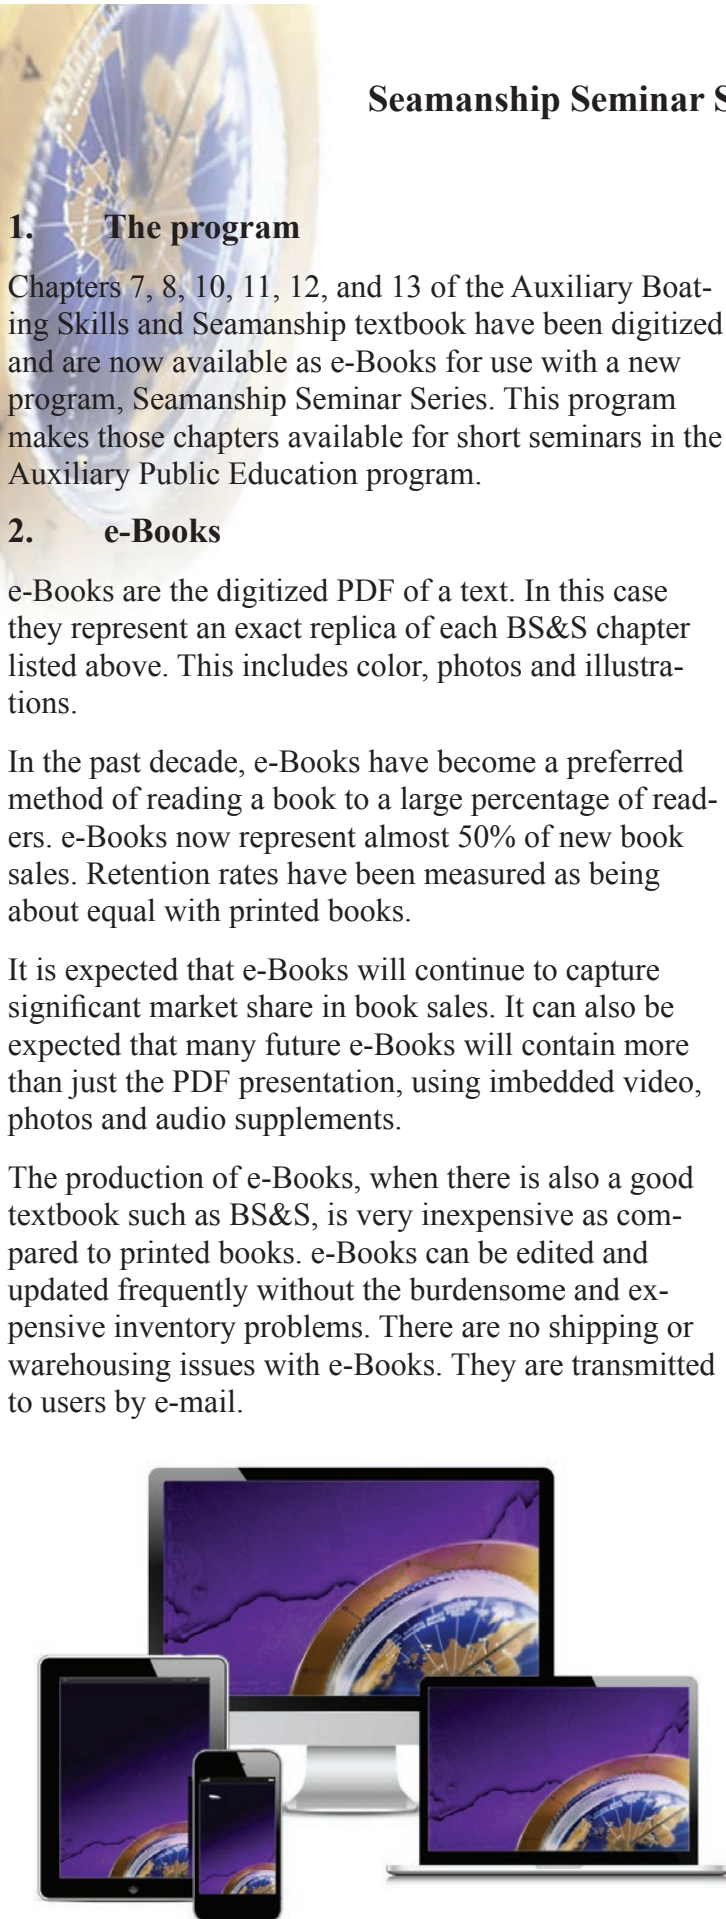 Seamanship Seminar S
1. The program
Chapters 7, 8, 10, 11, 12, and 13 of the Auxiliary Boat-
ing Skills and Seamanship textbook have been digitized
and are now available as e-Books for use with a new
program, Seamanship Seminar Series. This program
makes those chapters available for short seminars in the
Auxiliary Public Education program.
2. e-Books
e-Books are the digitized PDF of a text. In this case
they represent an exact replica of each BS&S chapter
listed above. This includes color, photos and illustra-
tions.
In the past decade, e-Books have become a preferred
method of reading a book to a large percentage of read-
ers. e-Books now represent almost 50% of new book
sales. Retention rates have been measured as being
about equal with printed books.
It is expected that e-Books will continue to capture
significant market share in book sales. It can also be
expected that many future e-Books will contain more
than just the PDF presentation, using imbedded video,
photos and audio supplements.
The production of e-Books, when there is also a good
textbook such as BS&S, is very inexpensive as com-
pared to printed books. e-Books can be edited and
updated frequently without the burdensome and ex-
pensive inventory problems. There are no shipping or
warehousing issues with e-Books. They are transmitted
to users by e-mail.